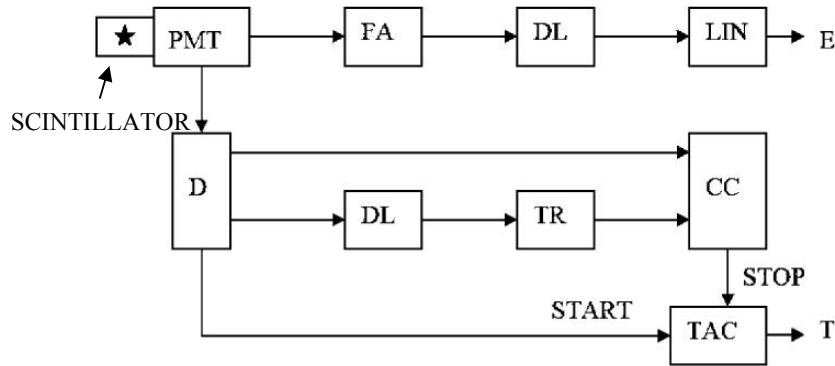 PMT
FA
DL
LIN
E
SCINTILLATOR
D
CC
DL
TR
STOP
START
TAC
T